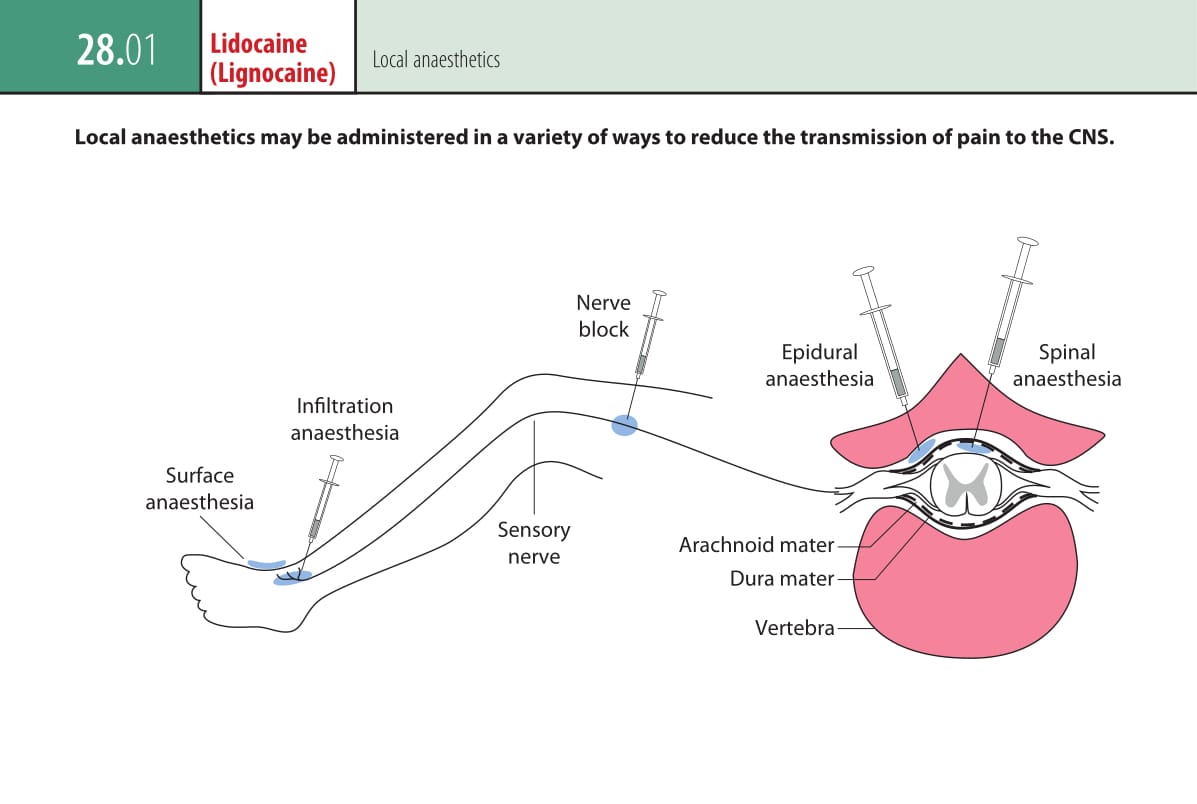 28.01
Lidocaine
(Lignocaine)
Local anaesthetics
Local anaesthetics may be administered in a variety of ways to reduce the transmission of pain to the CNS.
Nerve
block
Epidural
anaesthesia
Spinal
anaesthesia
Infiltration
anaesthesia
Surface
anaesthesia
Sensory
nerve
Arachnoid mater
Dura mater
Vertebra